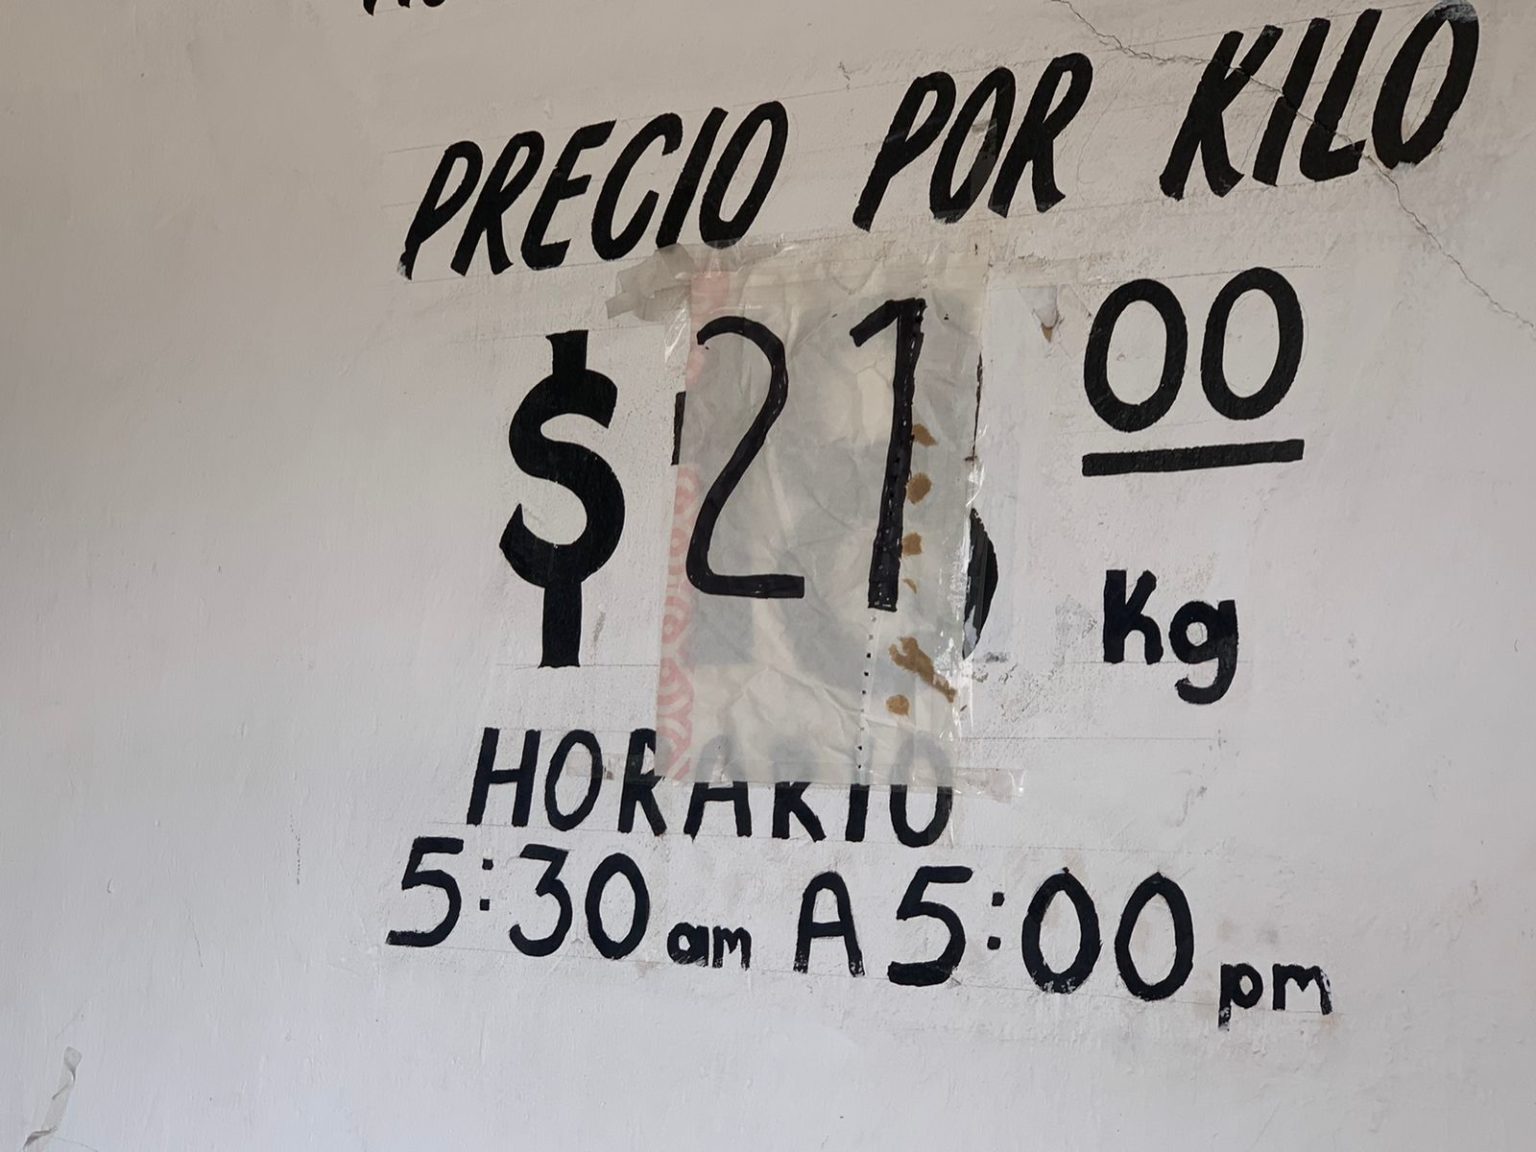 PRECIO POR KILO
$ 21 00
Kg
HORARIO
5:30 am A 5:00 pm